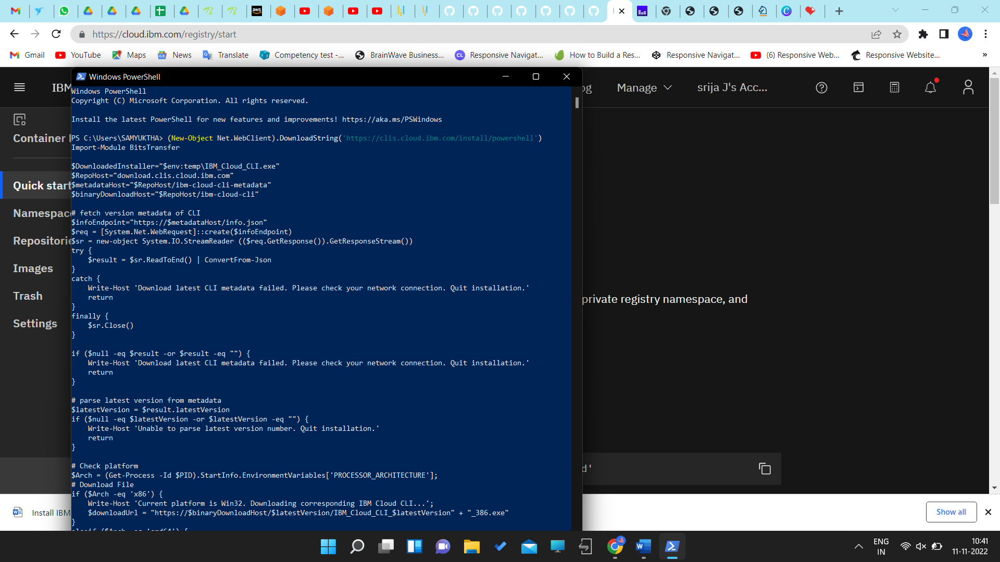 https://cloud.ibm.com/registry/start
Gmail YouTube Maps News Translate Competency test -... BrainWave Business... Responsive Navigat... How to Build a Res... Responsive Navigat... (6) Responsive Web... Responsive Website... »
Windows PowerShell
IBM Manage srija J's Acc...
Container
Quick start
Namespac
Repositorie
Images
Trash
Settings
Windows PowerShell
Copyright (C) Microsoft Corporation. All rights reserved.
Install the latest PowerShell for new features and improvements! https://aka.ms/PSWindows
PS C:\Users\SAMYUKTHA> (New-Object Net.WebClient).DownloadString('https://clis.cloud.ibm.com/install/powershell')
Import-Module BitsTransfer
$DownloadedInstaller="$env:temp\IBM_Cloud_CLI.exe"
$RepoHost="download.clis.cloud.ibm.com"
$metadataHost="$RepoHost/ibm-cloud-cli-metadata"
$binaryDownloadHost="$RepoHost/ibm-cloud-cli"
# fetch version metadata of CLI
$infoEndpoint="https://$metadataHost/info.json"
$req = [System.Net.WebRequest]::create($infoEndpoint)
$sr = new-object System.IO.StreamReader (($req.GetResponse()).GetResponseStream())
try {
    $result = $sr.ReadToEnd() | ConvertFrom-Json
}
catch {
    Write-Host 'Download latest CLI metadata failed. Please check your network connection. Quit installation.'
    return
}
finally {
    $sr.Close()
}
if ($null -eq $result -or $result -eq "") {
    Write-Host 'Download latest CLI metadata failed. Please check your network connection. Quit installation.'
    return
}
# parse latest version from metadata
$latestVersion = $result.latestVersion
if ($null -eq $latestVersion -or $latestVersion -eq "") {
    Write-Host 'Unable to parse latest version number. Quit installation.'
    return
}
# Check platform
$Arch = (Get-Process -Id $PID).StartInfo.EnvironmentVariables['PROCESSOR_ARCHITECTURE'];
# Download File
if ($Arch -eq 'x86') {
    Write-Host 'Current platform is Win32. Downloading corresponding IBM Cloud CLI...';
    $downloadUrl = "https://$binaryDownloadHost/$latestVersion/IBM_Cloud_CLI_$latestVersion" + "_386.exe"
}
private registry namespace, and
d'
Install IBM
Show all
ENG
IN
10:41
11-11-2022